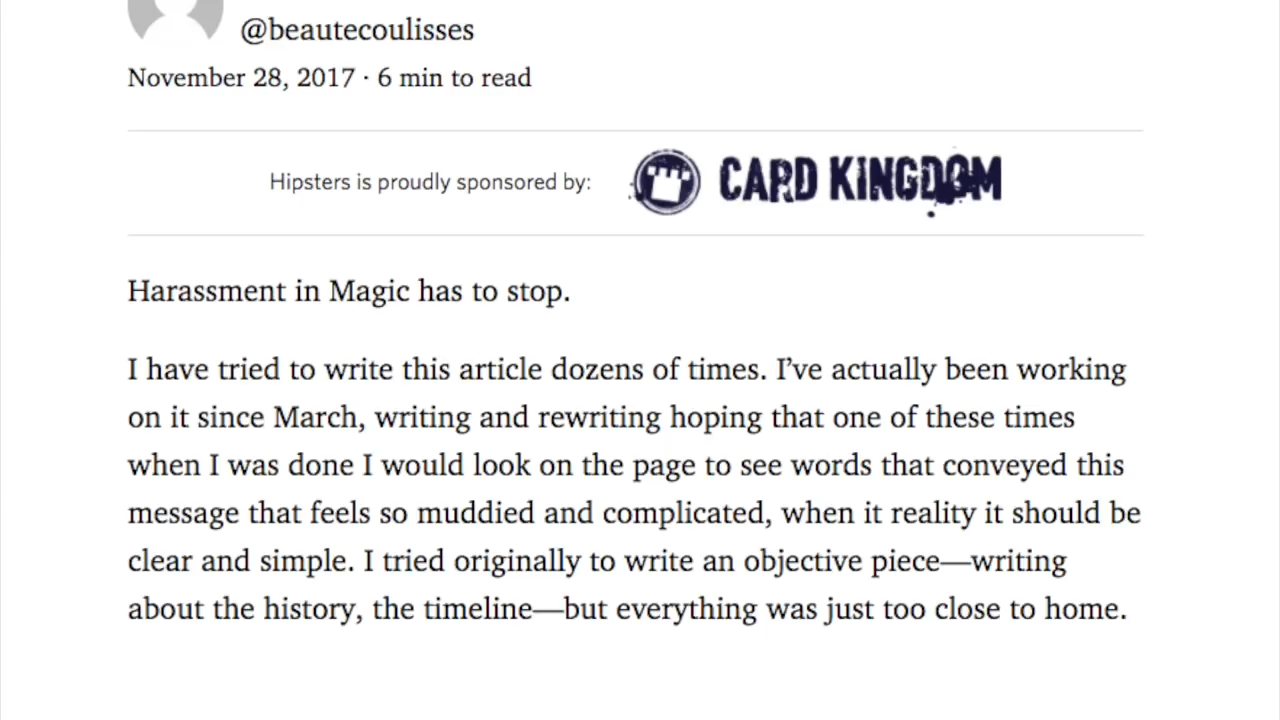 @beautecoulisses
November 28, 2017 · 6 min to read
Hipsters is proudly sponsored by: CARD KINGDOM
Harassment in Magic has to stop.
I have tried to write this article dozens of times. I’ve actually been working
on it since March, writing and rewriting hoping that one of these times
when I was done I would look on the page to see words that conveyed this
message that feels so muddied and complicated, when it reality it should be
clear and simple. I tried originally to write an objective piece—writing
about the history, the timeline—but everything was just too close to home.